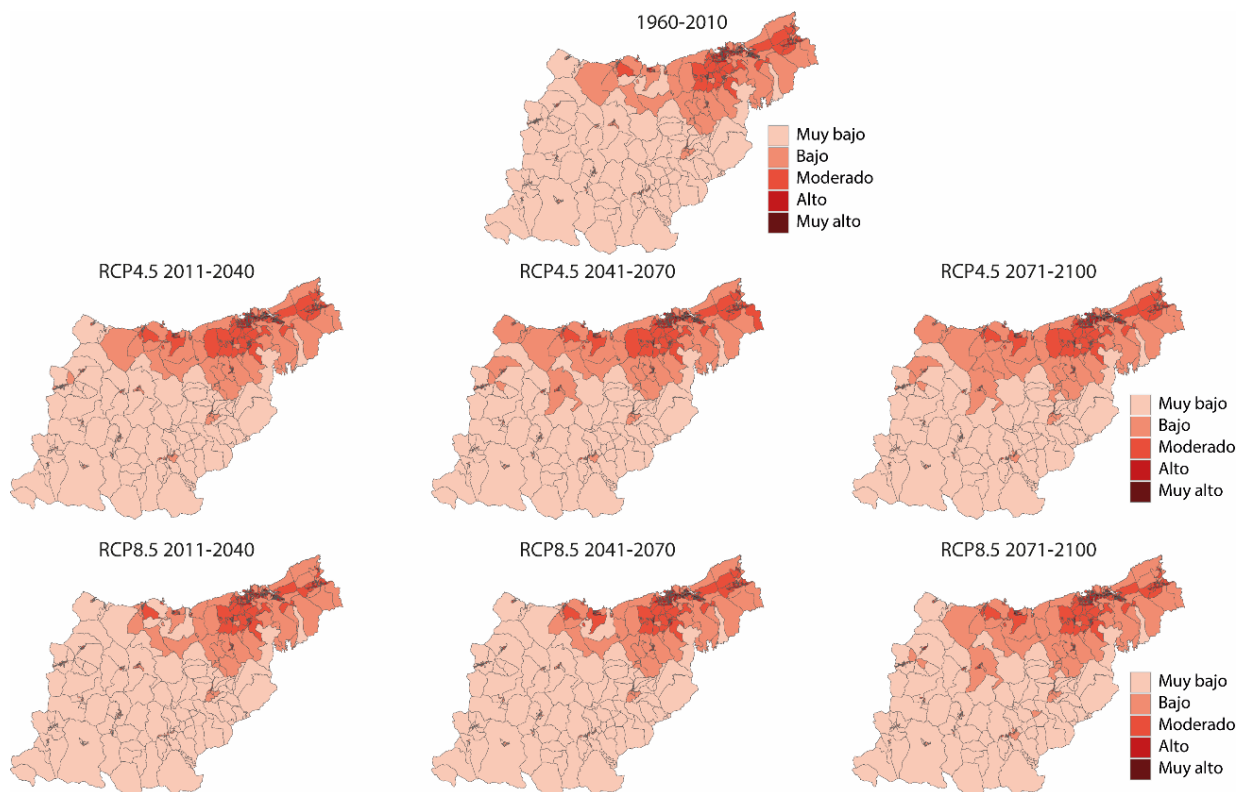 1960-2010
Muy bajo
Bajo
Moderado
Alto
Muy alto
RCP4.5 2011-2040
RCP4.5 2041-2070
RCP4.5 2071-2100
Muy bajo
Bajo
Moderado
Alto
Muy alto
RCP8.5 2011-2040
RCP8.5 2041-2070
RCP8.5 2071-2100
Muy bajo
Bajo
Moderado
Alto
Muy alto